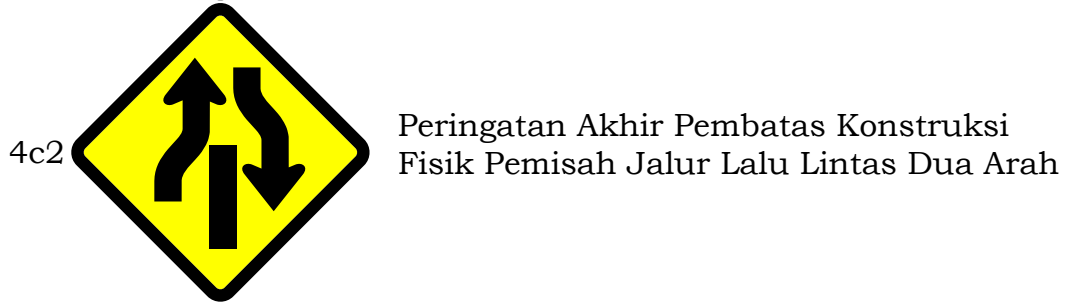 4c2
Peringatan Akhir Pembatas Konstruksi
Fisik Pemisah Jalur Lalu Lintas Dua Arah